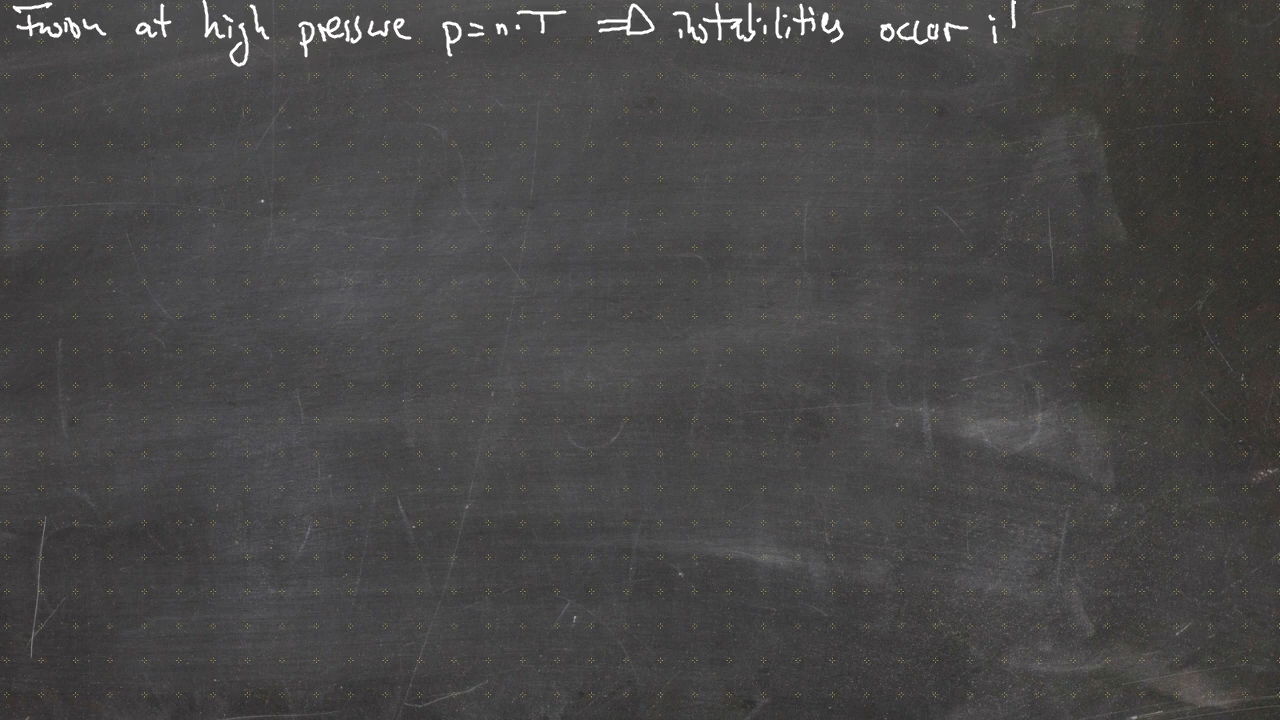 Fusion at high pressure p = n · T ⇒ instabilities occur i